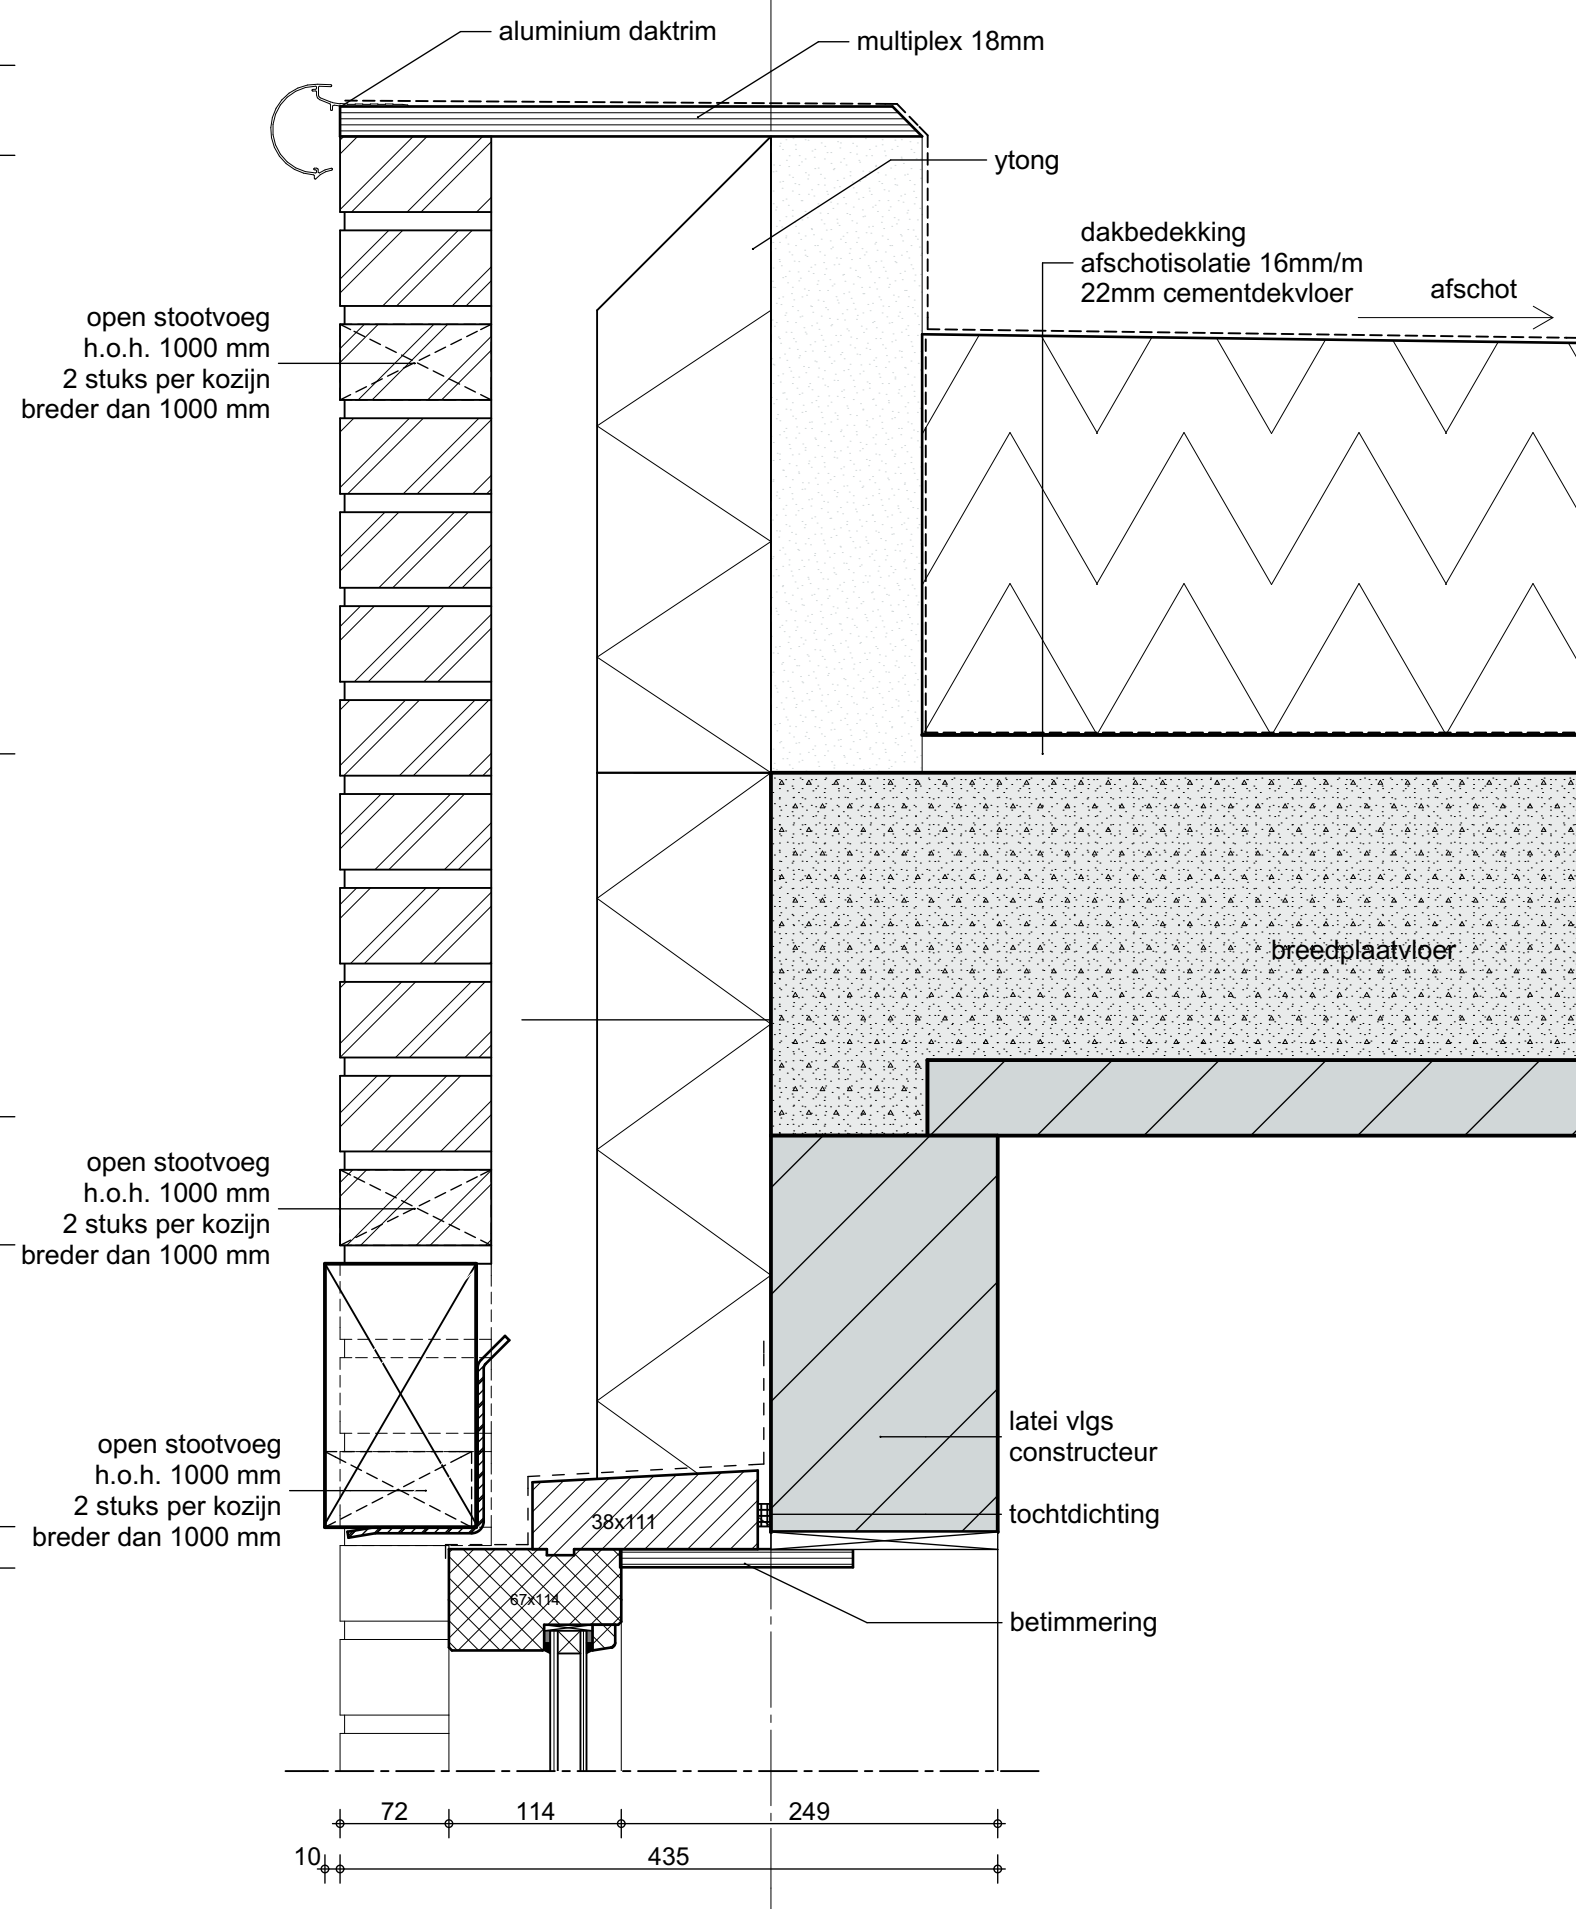 aluminium daktrim
multiplex 18mm
ytong
dakbedekking
afschotisolatie 16mm/m
22mm cementdekvloer
afschot
open stootvoeg
h.o.h. 1000 mm
2 stuks per kozijn
breder dan 1000 mm
breedplaatvloer
open stootvoeg
h.o.h. 1000 mm
2 stuks per kozijn
breder dan 1000 mm
latei vlgs
constructeur
open stootvoeg
h.o.h. 1000 mm
2 stuks per kozijn
breder dan 1000 mm
38x111
tochtdichting
67x114
betimmering
72
114
249
10
435